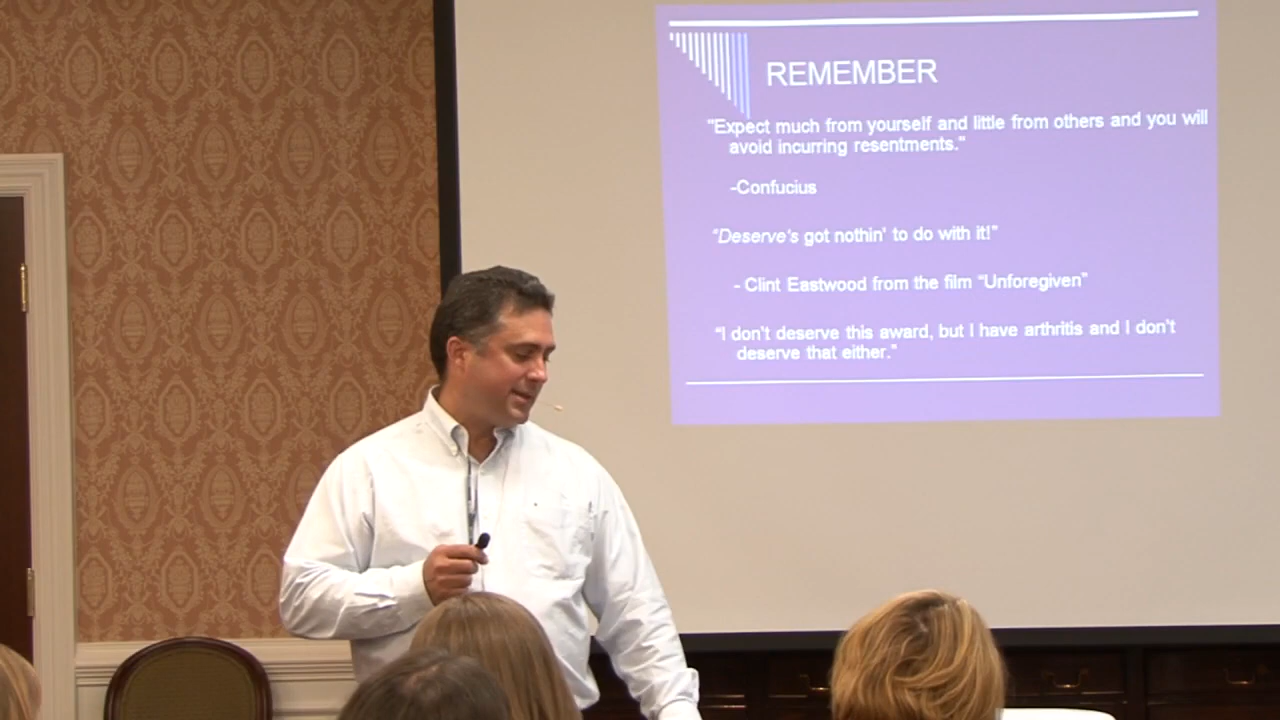 REMEMBER
"Expect much from yourself and little from others and you will
avoid incurring resentments."
-Confucius
"Deserve's got nothin' to do with it!"
- Clint Eastwood from the film “Unforegiven”
“I don't deserve this award, but I have arthritis and I don't
deserve that either.”